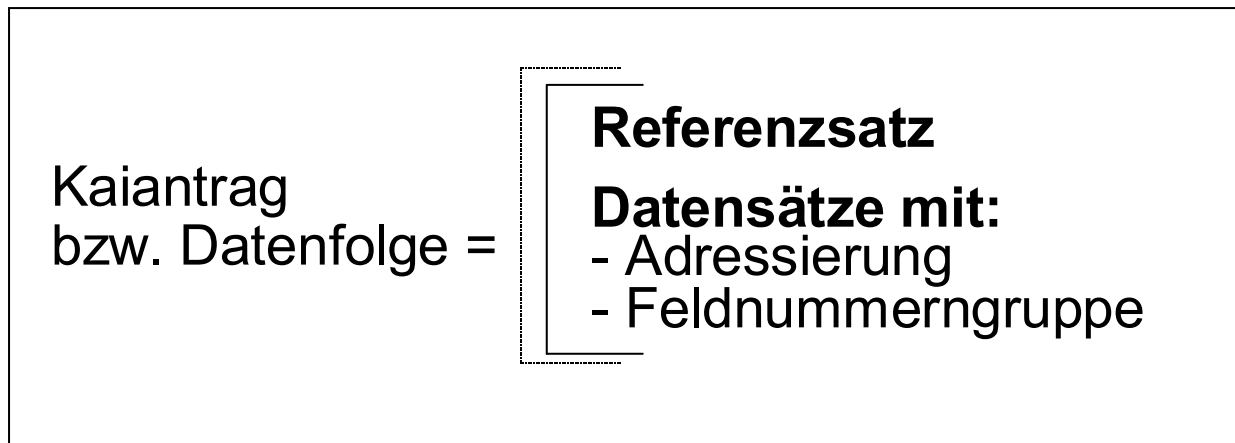 Kaiantrag
bzw. Datenfolge =
Referenzsatz
Datensätze mit:
- Adressierung
- Feldnummerngruppe